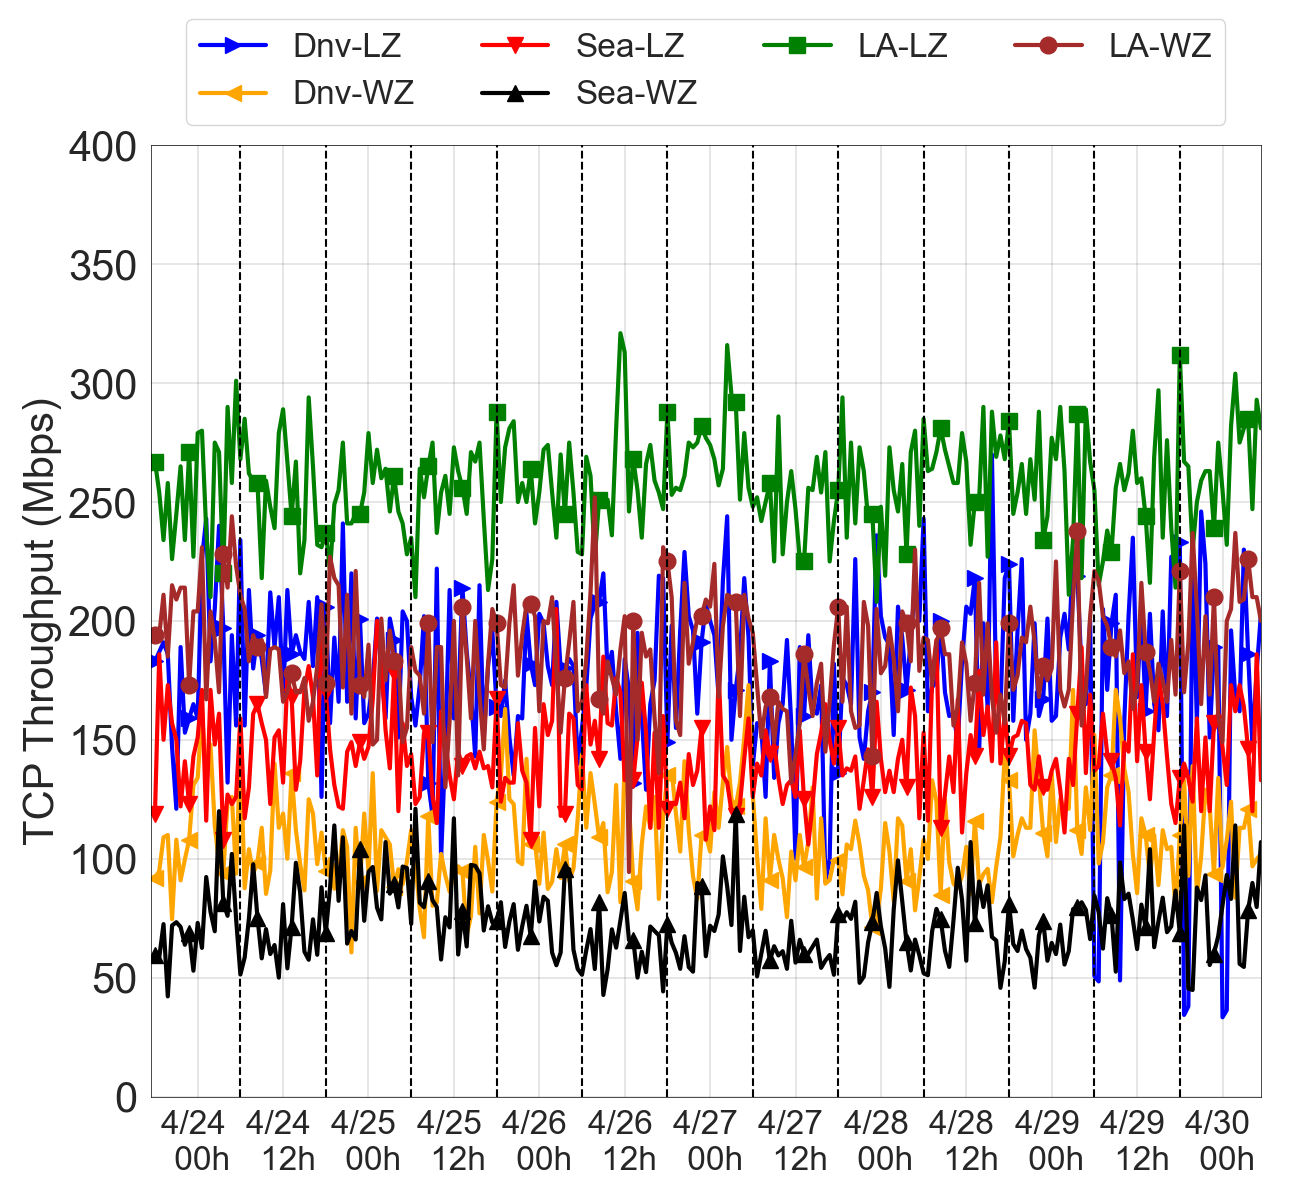 Dnv-LZ Sea-LZ LA-LZ LA-WZ
Dnv-WZ Sea-WZ
400
350
300
250
200
150
100
50
0
TCP Throughput (Mbps)
4/24 4/24 4/25 4/25 4/26 4/26 4/27 4/27 4/28 4/28 4/29 4/29 4/30
00h 12h 00h 12h 00h 12h 00h 12h 00h 12h 00h 12h 00h